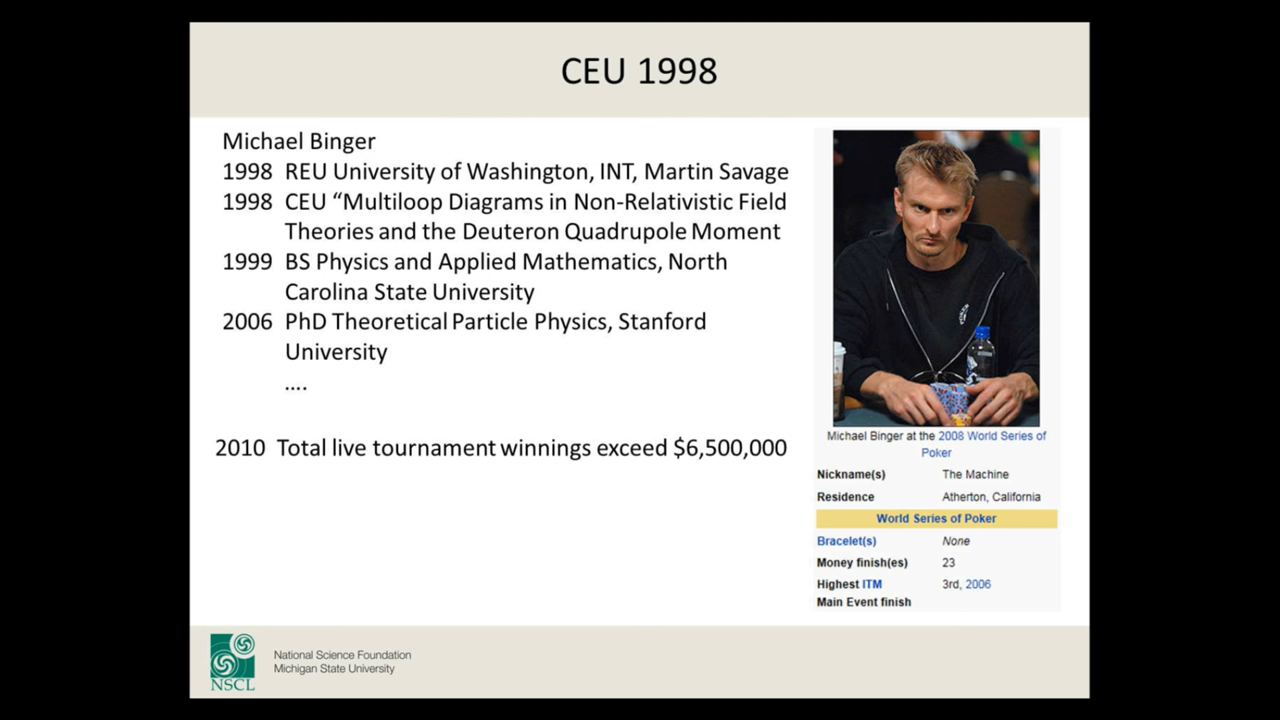 CEU 1998
Michael Binger
1998 REU University of Washington, INT, Martin Savage
1998 CEU “Multiloop Diagrams in Non-Relativistic Field
Theories and the Deuteron Quadrupole Moment
1999 BS Physics and Applied Mathematics, North
Carolina State University
2006 PhD Theoretical Particle Physics, Stanford
University
....
2010 Total live tournament winnings exceed $6,500,000
Michael Binger at the 2008 World Series of
Poker
Nickname(s) The Machine
Residence Atherton, California
World Series of Poker
Bracelet(s) None
Money finish(es) 23
Highest ITM 3rd, 2006
Main Event finish
NSCL
National Science Foundation
Michigan State University